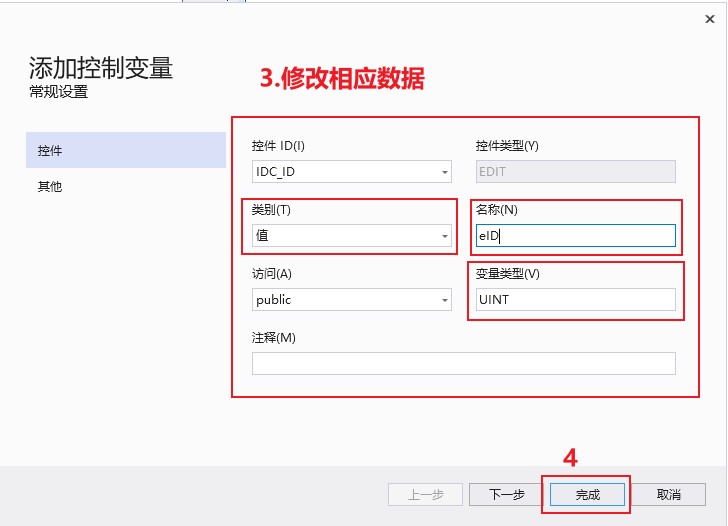 添加控制变量
常规设置
3.修改相应数据
控件
其他
控件 ID(I)
控件类型(Y)
IDC_ID
EDIT
类别(T)
名称(N)
值
eID
访问(A)
变量类型(V)
public
UINT
注释(M)
4
上一步
下一步
完成
取消